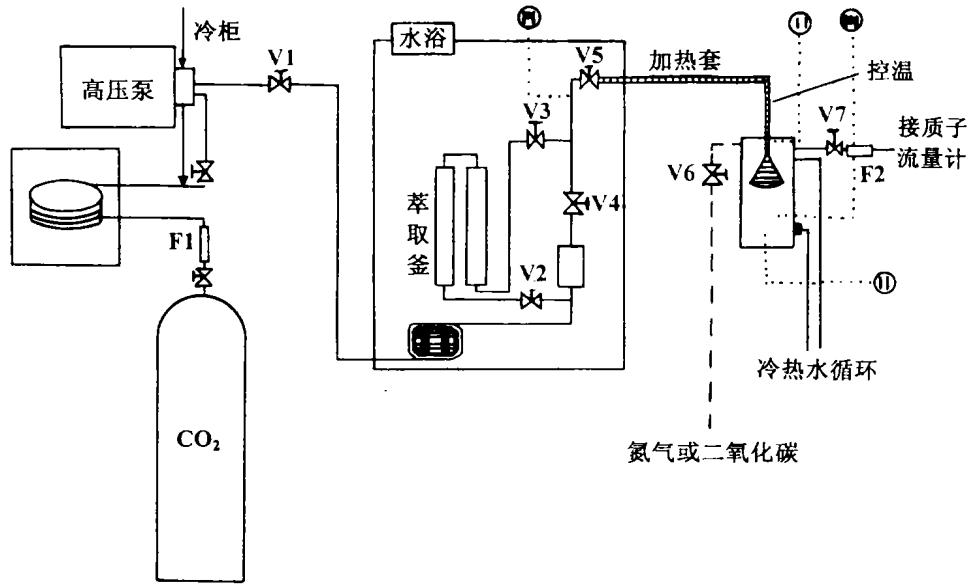 冷柜
高压泵
V1
水浴
V5
加热套
控温
V3
V7
接质子
流量计
V6
F2
萃
取
釜
V4
F1
V2
冷热水循环
CO₂
氮气或二氧化碳